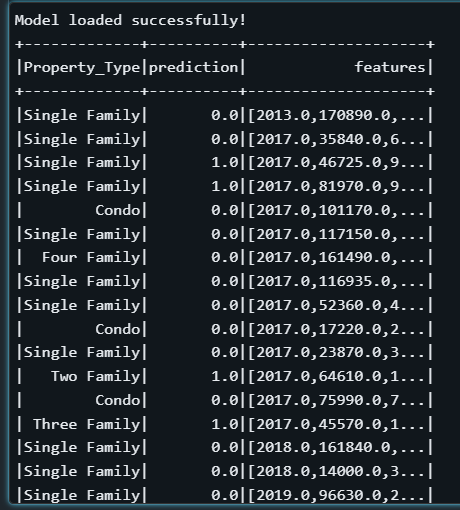 Model loaded successfully!
+-------------+----------+--------------------+
|Property_Type|prediction|            features|
+-------------+----------+--------------------+
|Single Family|       0.0|[2013.0,170890.0,...|
|Single Family|       0.0|[2017.0,35840.0,6...|
|Single Family|       1.0|[2017.0,46725.0,9...|
|Single Family|       1.0|[2017.0,81970.0,9...|
|        Condo|       0.0|[2017.0,101170.0,...|
|Single Family|       0.0|[2017.0,117150.0,...|
|  Four Family|       0.0|[2017.0,161490.0,...|
|Single Family|       0.0|[2017.0,116935.0,...|
|Single Family|       0.0|[2017.0,52360.0,4...|
|        Condo|       0.0|[2017.0,17220.0,2...|
|Single Family|       0.0|[2017.0,23870.0,3...|
|   Two Family|       1.0|[2017.0,64610.0,1...|
|        Condo|       0.0|[2017.0,75990.0,7...|
| Three Family|       1.0|[2017.0,45570.0,1...|
|Single Family|       0.0|[2018.0,161840.0,...|
|Single Family|       0.0|[2018.0,14000.0,3...|
|Single Family|       0.0|[2019.0,96630.0,2...|